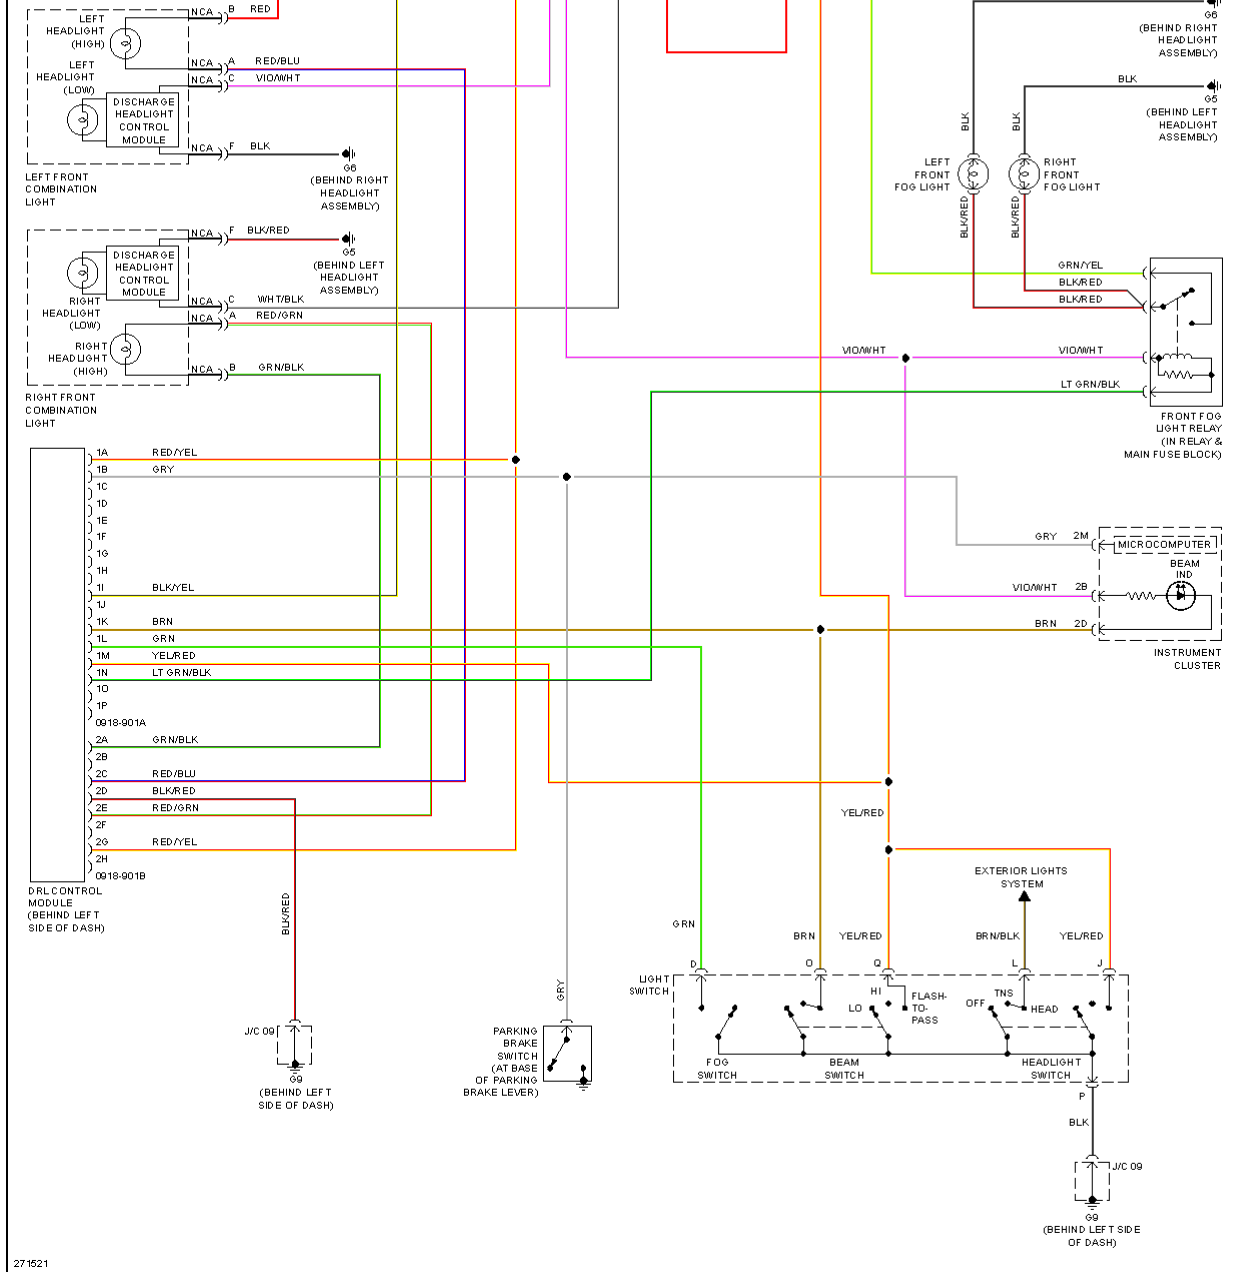 LEFT
HEADLIGHT
(HIGH)
NCA B RED
NCA A RED/BLU
NCA C VIO/WHT
LEFT
HEADLIGHT
(LOW)
DISCHARGE
HEADLIGHT
CONTROL
MODULE
NCA F BLK
G6
(BEHIND RIGHT
HEADLIGHT
ASSEMBLY)
LEFT FRONT
COMBINATION
LIGHT
NCA F BLK/RED
G5
(BEHIND LEFT
HEADLIGHT
ASSEMBLY)
DISCHARGE
HEADLIGHT
CONTROL
MODULE
RIGHT
HEADLIGHT
(LOW)
NCA C WHT/BLK
NCA A RED/GRN
RIGHT
HEADLIGHT
(HIGH)
NCA B GRN/BLK
RIGHT FRONT
COMBINATION
LIGHT
G6
(BEHIND RIGHT
HEADLIGHT
ASSEMBLY)
BLK
G5
(BEHIND LEFT
HEADLIGHT
ASSEMBLY)
BLK
BLK
LEFT
FRONT
FOG LIGHT
RIGHT
FRONT
FOG LIGHT
BLK/RED
BLK/RED
GRN/YEL
BLK/RED
BLK/RED
VIO/WHT
VIO/WHT
LT GRN/BLK
FRONT FOG
LIGHT RELAY
(IN RELAY &
MAIN FUSE BLOCK)
1A RED/YEL
1B GRY
1C
1D
1E
1F
1G
1H
1I BLK/YEL
1J
1K BRN
1L GRN
1M YEL/RED
1N LT GRN/BLK
1O
1P
0918-901A
2A GRN/BLK
2B
2C RED/BLU
2D BLK/RED
2E RED/GRN
2F
2G RED/YEL
2H
0918-901B
DRL CONTROL
MODULE
(BEHIND LEFT
SIDE OF DASH)
GRY 2M
MICROCOMPUTER
BEAM
IND
VIO/WHT 2B
BRN 2D
INSTRUMENT
CLUSTER
YEL/RED
EXTERIOR LIGHTS
SYSTEM
BLK/RED
GRN
BRN
YEL/RED
BRN/BLK
YEL/RED
D
O
Q
L
J
LIGHT
SWITCH
HI
LO
FLASH-
TO-
PASS
TNS
OFF
HEAD
FOG
SWITCH
BEAM
SWITCH
HEADLIGHT
SWITCH
P
BLK
J/C 09
G9
(BEHIND LEFT SIDE
OF DASH)
GRY
PARKING
BRAKE
SWITCH
(AT BASE
OF PARKING
BRAKE LEVER)
J/C 09
G9
(BEHIND LEFT
SIDE OF DASH)
271521